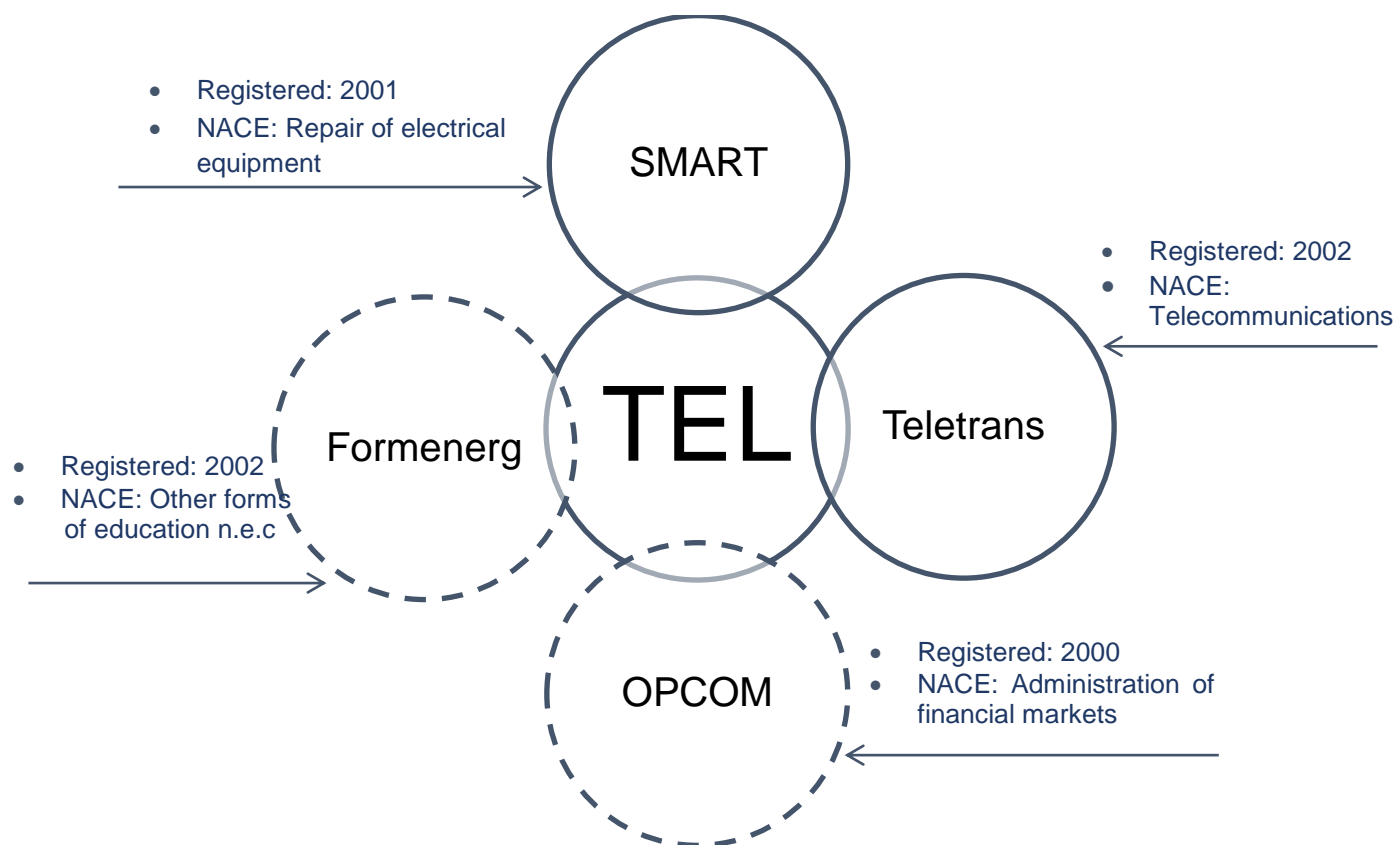 • Registered: 2001
• NACE: Repair of electrical
equipment
SMART
• Registered: 2002
• NACE:
Telecommunications
TEL
Teletrans
Formenerg
• Registered: 2002
• NACE: Other forms
of education n.e.c
• Registered: 2000
• NACE: Administration of
financial markets
OPCOM